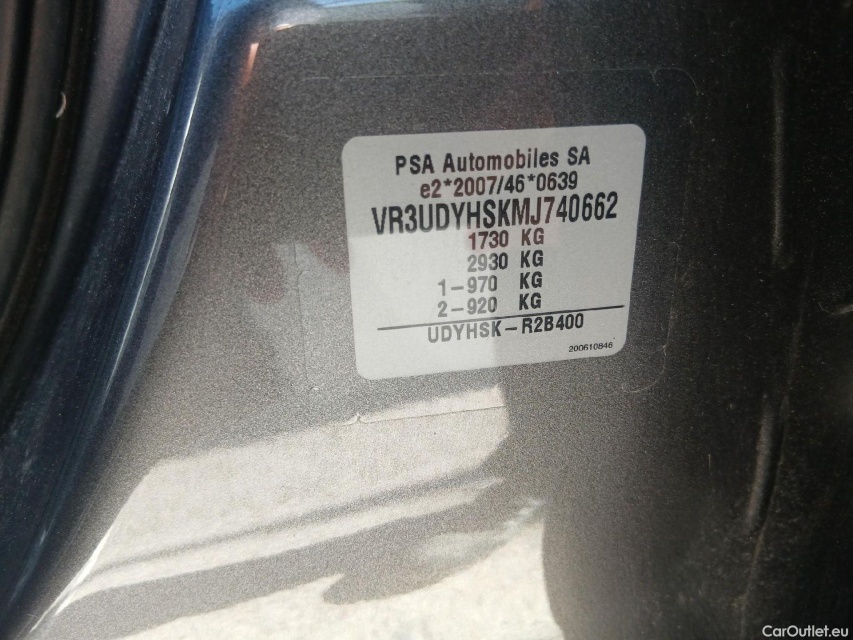 PSA Automobiles SA
e2*2007/46*0639
VR3UDYHSKMJ740662
1730 KG
2930 KG
1-970 KG
2-920 KG
UDYHSK-R2B400
200610846
CarOutlet.eu